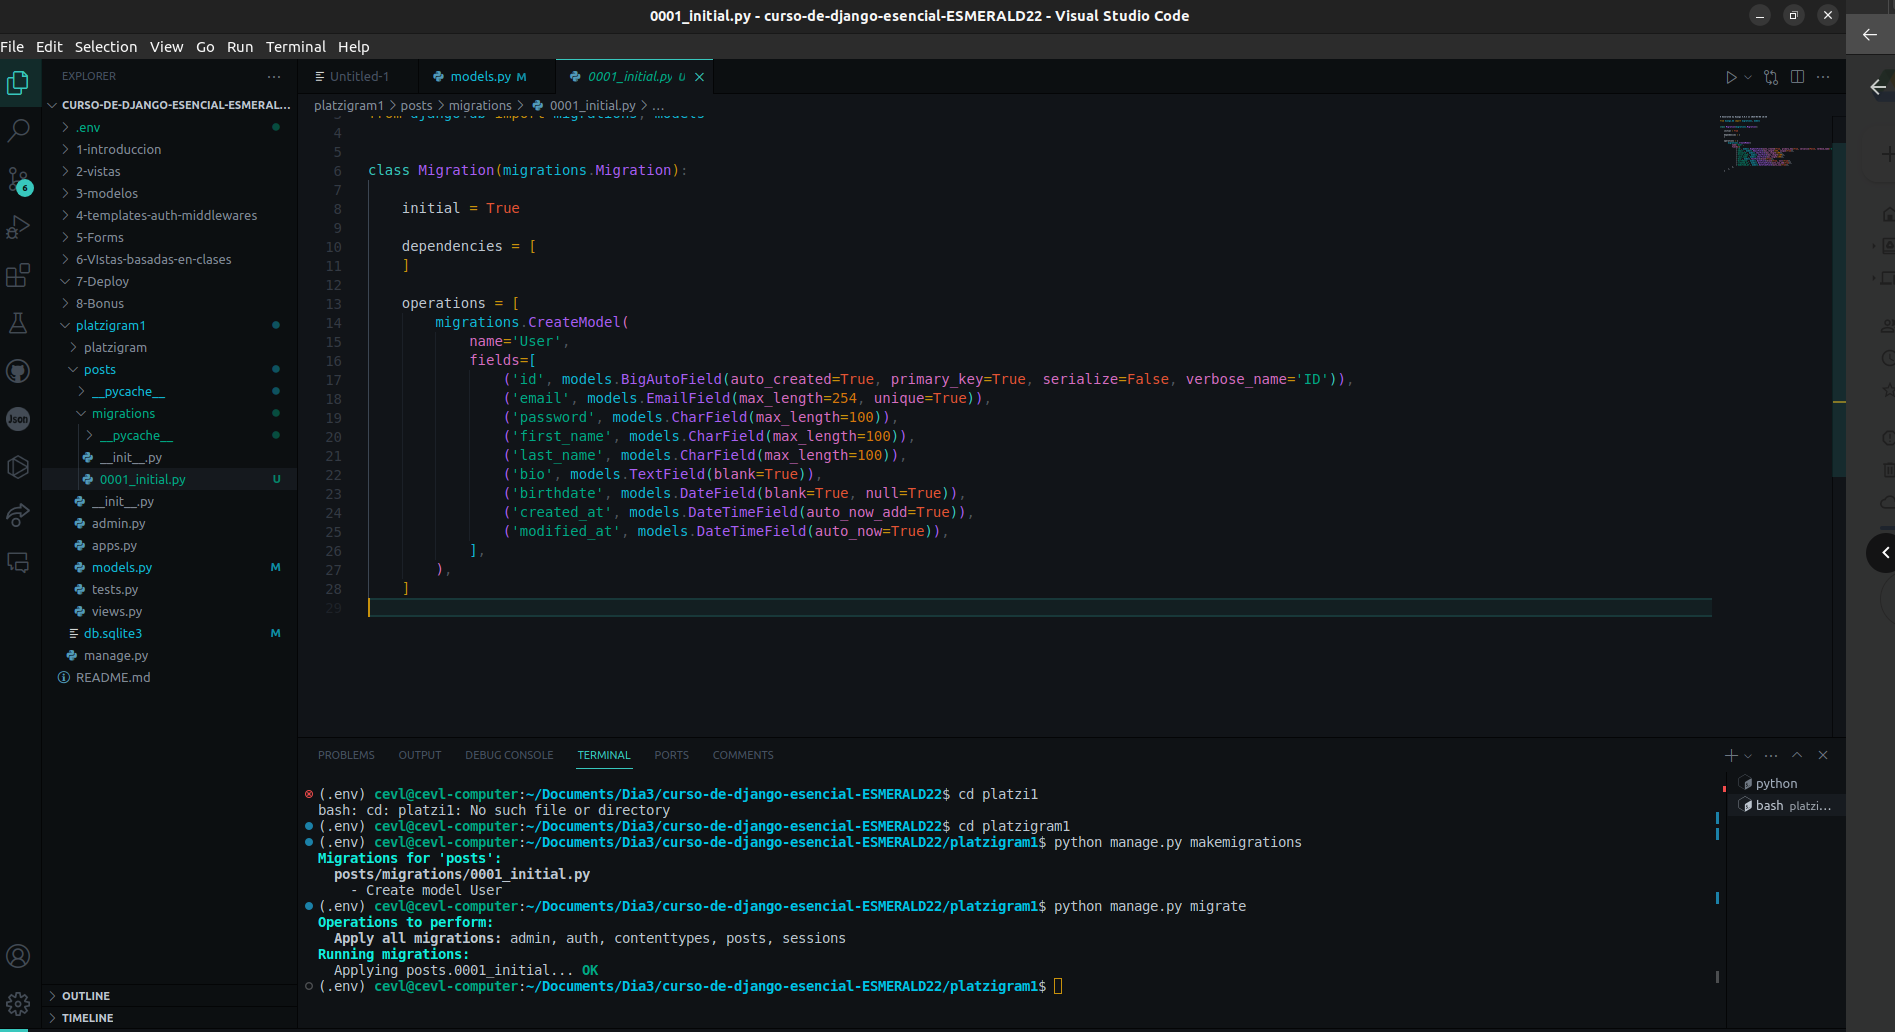 0001_initial.py - curso-de-django-esencial-ESMERALD22 - Visual Studio Code
File Edit Selection View Go Run Terminal Help
EXPLORER
CURSO-DE-DJANGO-ESENCIAL-ESMERAL...
.env
1-introduccion
2-vistas
3-modelos
4-templates-auth-middlewares
5-Forms
6-VIstas-basadas-en-clases
7-Deploy
8-Bonus
platzigram1
platzigram
posts
__pycache__
migrations
__pycache__
__init__.py
0001_initial.py U
__init__.py
admin.py
apps.py
models.py M
tests.py
views.py
db.sqlite3 M
manage.py
README.md
OUTLINE
TIMELINE
6
Json
Untitled-1 models.py M 0001_initial.py U
platzigram1 > posts > migrations > 0001_initial.py > ...
3 from django.db import migrations, models
4
5
6 class Migration(migrations.Migration):
7
8 initial = True
9
10 dependencies = [
11 ]
12
13 operations = [
14 migrations.CreateModel(
15 name='User',
16 fields=[
17 ('id', models.BigAutoField(auto_created=True, primary_key=True, serialize=False, verbose_name='ID')),
18 ('email', models.EmailField(max_length=254, unique=True)),
19 ('password', models.CharField(max_length=100)),
20 ('first_name', models.CharField(max_length=100)),
21 ('last_name', models.CharField(max_length=100)),
22 ('bio', models.TextField(blank=True)),
23 ('birthdate', models.DateField(blank=True, null=True)),
24 ('created_at', models.DateTimeField(auto_now_add=True)),
25 ('modified_at', models.DateTimeField(auto_now=True)),
26 ],
27 ),
28 ]
29
PROBLEMS OUTPUT DEBUG CONSOLE TERMINAL PORTS COMMENTS
(.env) cevl@cevl-computer:~/Documents/Dia3/curso-de-django-esencial-ESMERALD22$ cd platzi1
bash: cd: platzi1: No such file or directory
(.env) cevl@cevl-computer:~/Documents/Dia3/curso-de-django-esencial-ESMERALD22$ cd platzigram1
(.env) cevl@cevl-computer:~/Documents/Dia3/curso-de-django-esencial-ESMERALD22/platzigram1$ python manage.py makemigrations
Migrations for 'posts':
posts/migrations/0001_initial.py
- Create model User
(.env) cevl@cevl-computer:~/Documents/Dia3/curso-de-django-esencial-ESMERALD22/platzigram1$ python manage.py migrate
Operations to perform:
Apply all migrations: admin, auth, contenttypes, posts, sessions
Running migrations:
Applying posts.0001_initial... OK
(.env) cevl@cevl-computer:~/Documents/Dia3/curso-de-django-esencial-ESMERALD22/platzigram1$
python
bash platzi...